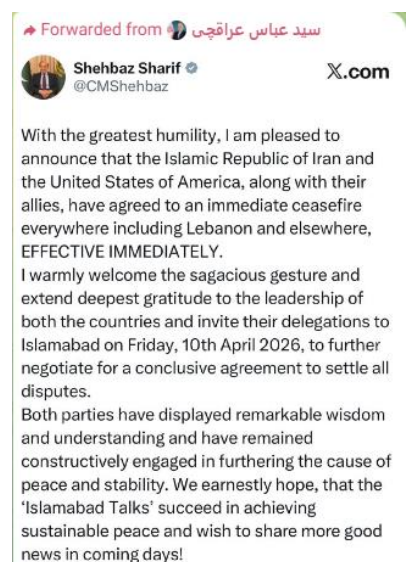 Forwarded from سید عباس عراقچی
Shehbaz Sharif
X.com
@CMShehbaz
With the greatest humility, I am pleased to
announce that the Islamic Republic of Iran and
the United States of America, along with their
allies, have agreed to an immediate ceasefire
everywhere including Lebanon and elsewhere,
EFFECTIVE IMMEDIATELY.
I warmly welcome the sagacious gesture and
extend deepest gratitude to the leadership of
both the countries and invite their delegations to
Islamabad on Friday, 10th April 2026, to further
negotiate for a conclusive agreement to settle all
disputes.
Both parties have displayed remarkable wisdom
and understanding and have remained
constructively engaged in furthering the cause of
peace and stability. We earnestly hope, that the
‘Islamabad Talks’ succeed in achieving
sustainable peace and wish to share more good
news in coming days!